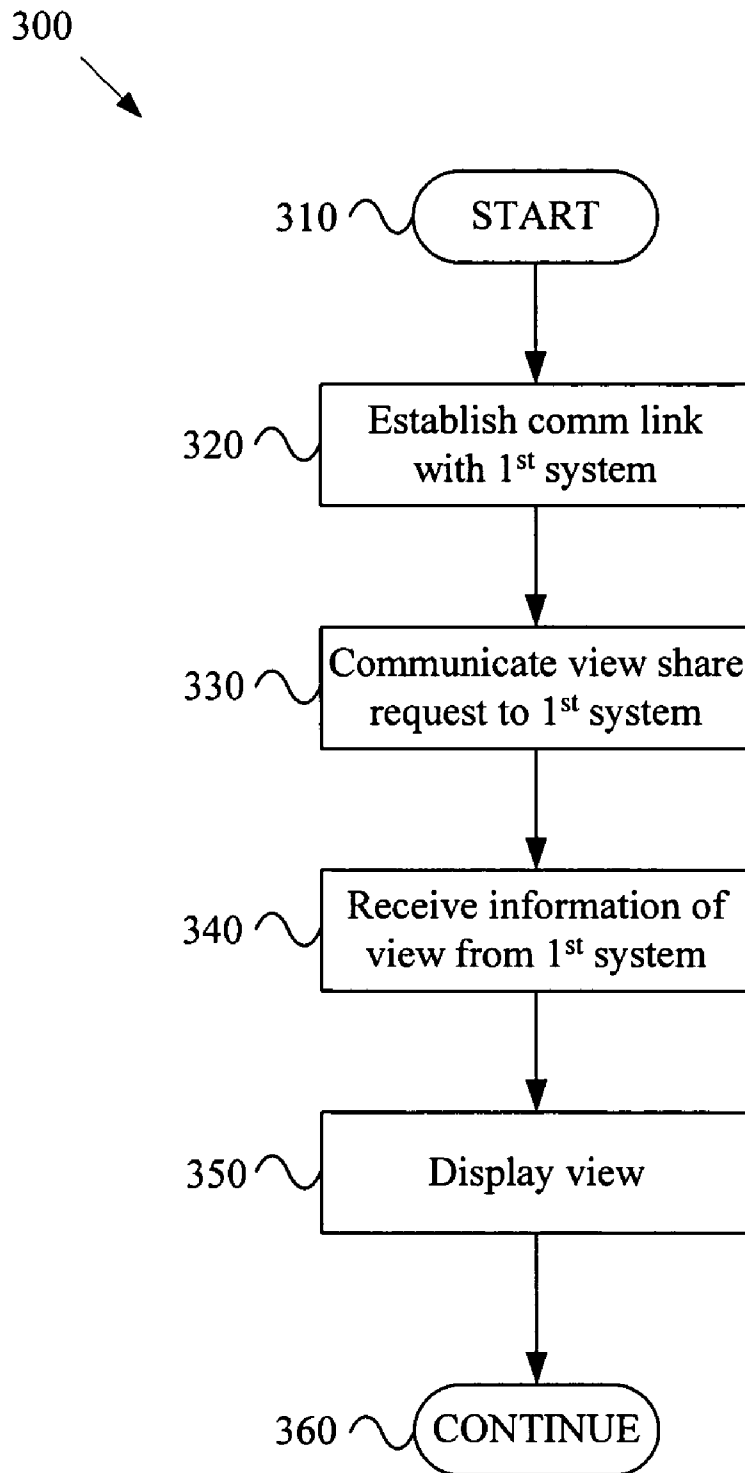 300
310
START
320
Establish comm link
with 1st system
330
Communicate view share
request to 1st system
340
Receive information of
view from 1st system
350
Display view
360
CONTINUE